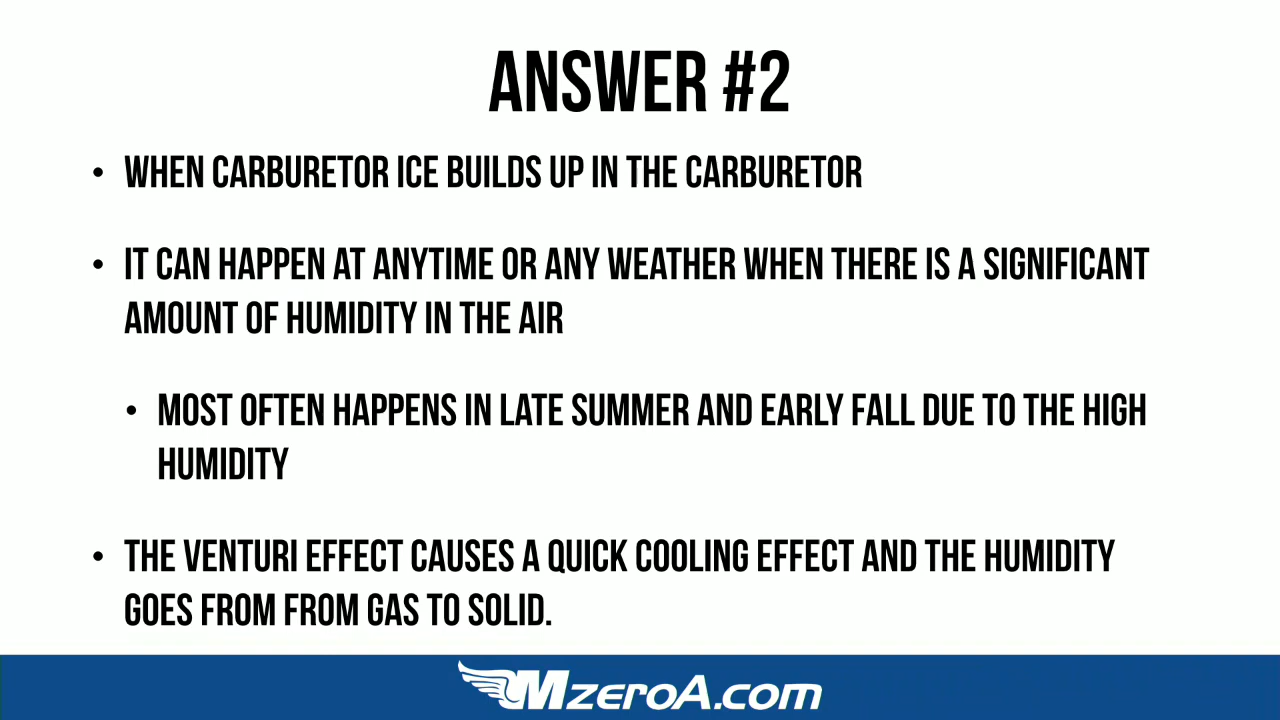 ANSWER #2
• WHEN CARBURETOR ICE BUILDS UP IN THE CARBURETOR
• IT CAN HAPPEN AT ANYTIME OR ANY WEATHER WHEN THERE IS A SIGNIFICANT
AMOUNT OF HUMIDITY IN THE AIR
• MOST OFTEN HAPPENS IN LATE SUMMER AND EARLY FALL DUE TO THE HIGH
HUMIDITY
• THE VENTURI EFFECT CAUSES A QUICK COOLING EFFECT AND THE HUMIDITY
GOES FROM FROM GAS TO SOLID.
MzeroA.com